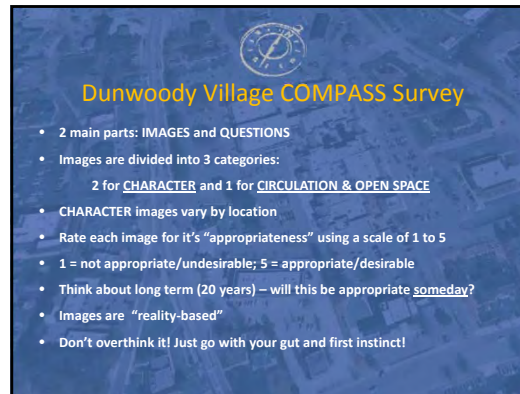 Dunwoody Village COMPASS Survey
• 2 main parts: IMAGES and QUESTIONS
• Images are divided into 3 categories:
2 for CHARACTER and 1 for CIRCULATION & OPEN SPACE
• CHARACTER images vary by location
• Rate each image for it's "appropriateness" using a scale of 1 to 5
• 1 = not appropriate/undesirable; 5 = appropriate/desirable
• Think about long term (20 years) – will this be appropriate someday?
• Images are "reality-based"
• Don't overthink it! Just go with your gut and first instinct!